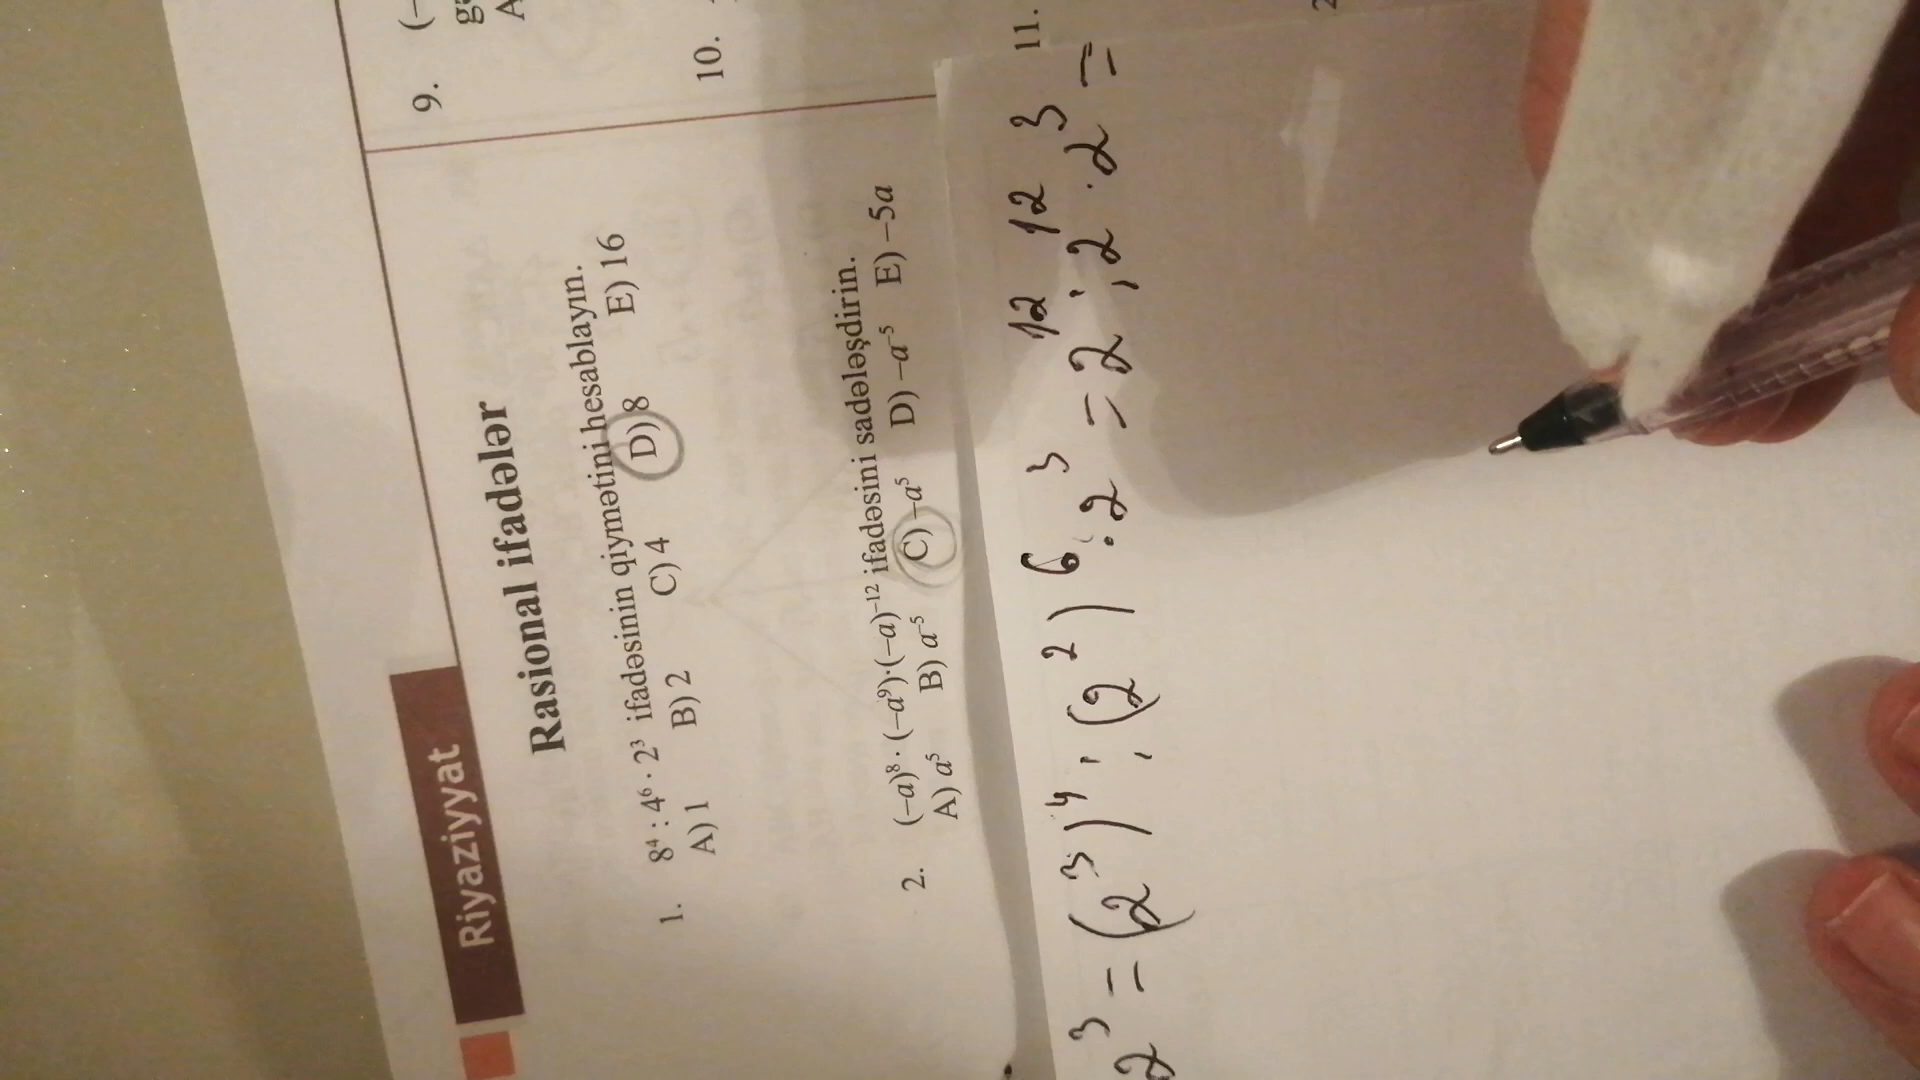 Riyaziyyat
Rasional ifadələr
1. 8⁴ : 4⁶ · 2³ ifadəsinin qiymətini hesablayın.
A) 1 B) 2 C) 4 D) 8 E) 16
2. (–a)⁸ · (–a⁹)·(–a)⁻¹² ifadəsini sadələşdirin.
A) a⁵ B) a⁻⁵ C) –a⁵ D) –a⁻⁵ E) –5a
2³ = (2³)⁴ : (2²)⁶ · 2³ = 2¹² : 2¹² · 2³ =
9. (–
A
10.
11.
2